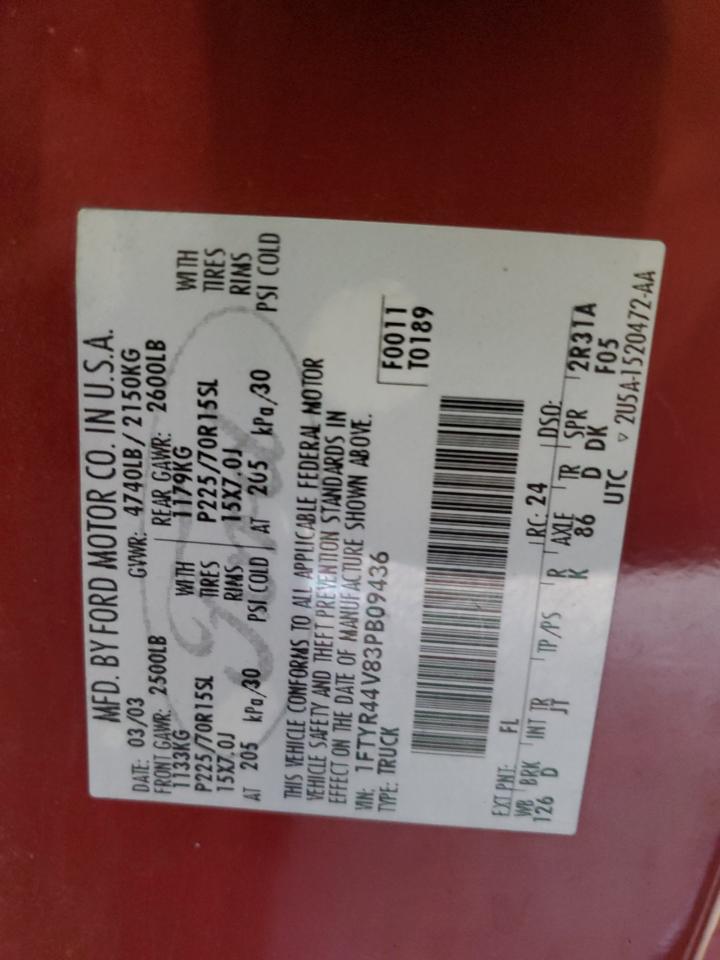 MFD. BY FORD MOTOR CO. IN U.S.A.
DATE: 03/03 GVWR: 4740LB/ 2150KG
FRONT GAWR: 2500LB REAR GAWR: 2600LB
1133KG WITH 1179KG WITH
P225/70R15SL TIRES P225/70R15SL TIRES
15X7.0J RIMS 15X7.0J RIMS
AT 205 kPa/30 PSI COLD AT 205 kPa/30 PSI COLD
THIS VEHICLE CONFORMS TO ALL APPLICABLE FEDERAL MOTOR
VEHICLE SAFETY AND THEFT PREVENTION STANDARDS IN
EFFECT ON THE DATE OF MANUFACTURE SHOWN ABOVE.
VIN: 1FTYR44V83PB09436 F0011
TYPE: TRUCK T0189
EXT PNT: FL RC: 24 DSO:
WB BRK INT TR TP/PS R AXLE TR SPR 2R31A
126 D JT K 86 D DK F05
UTC ▽ 2U5A-1520472-AA
Ford